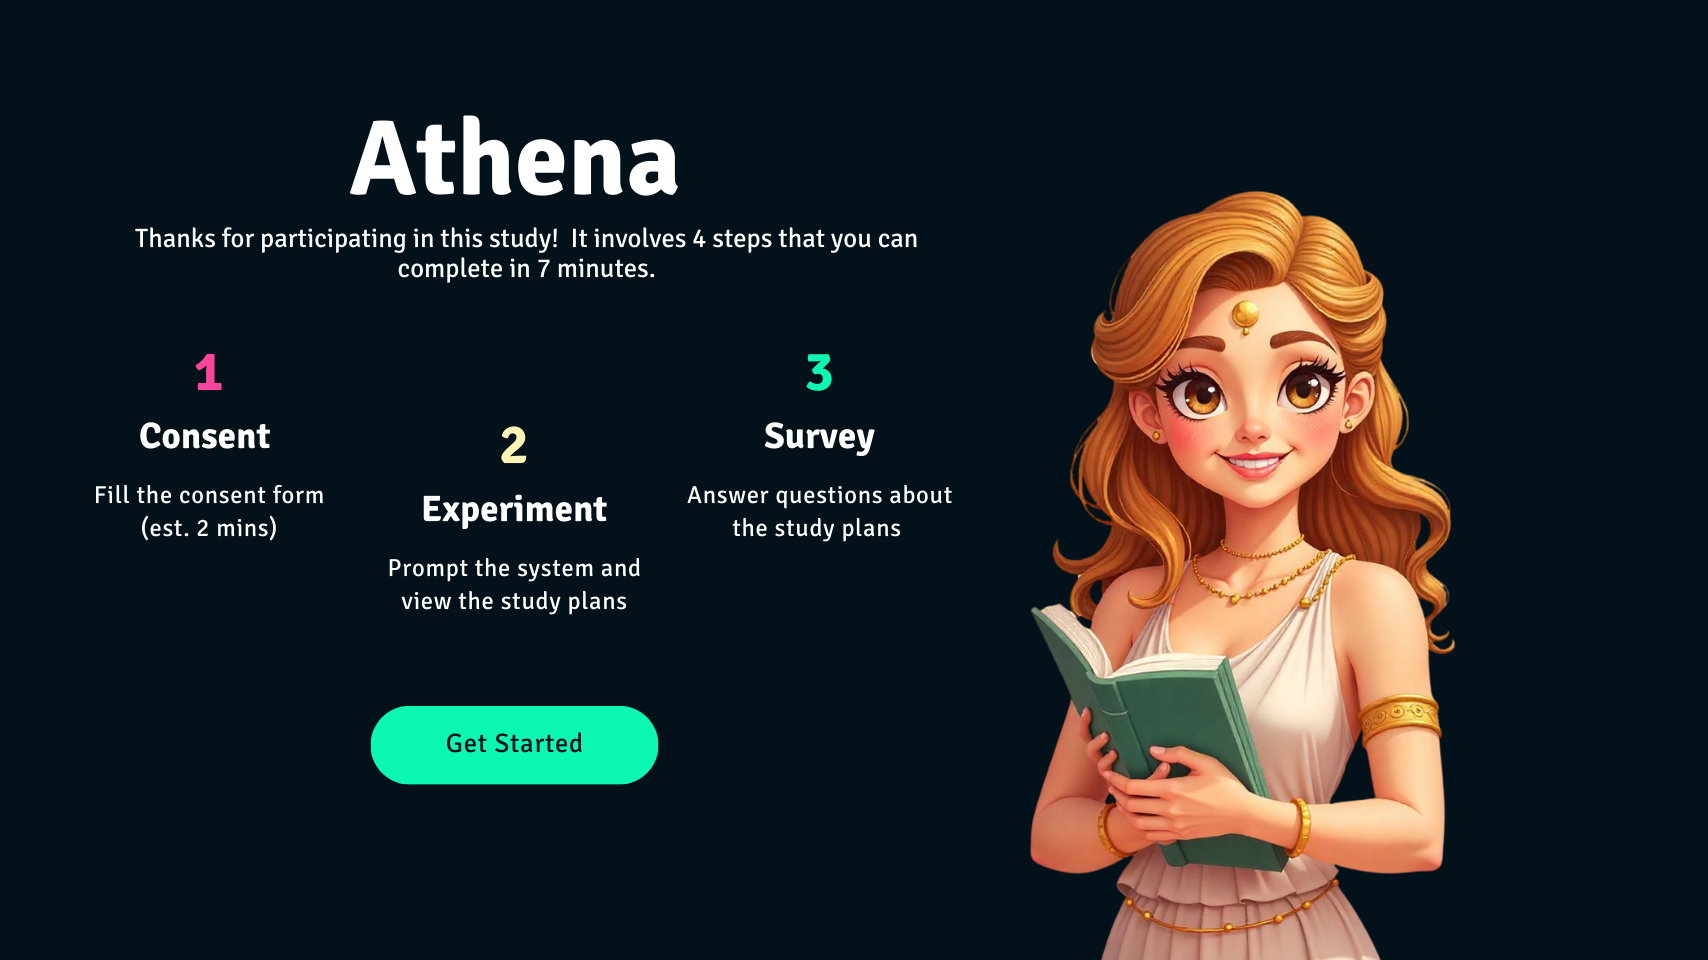 Athena
Thanks for participating in this study!  It involves 4 steps that you can
complete in 7 minutes.
1
Consent
Fill the consent form
(est. 2 mins)
2
Experiment
Prompt the system and
view the study plans
3
Survey
Answer questions about
the study plans
Get Started